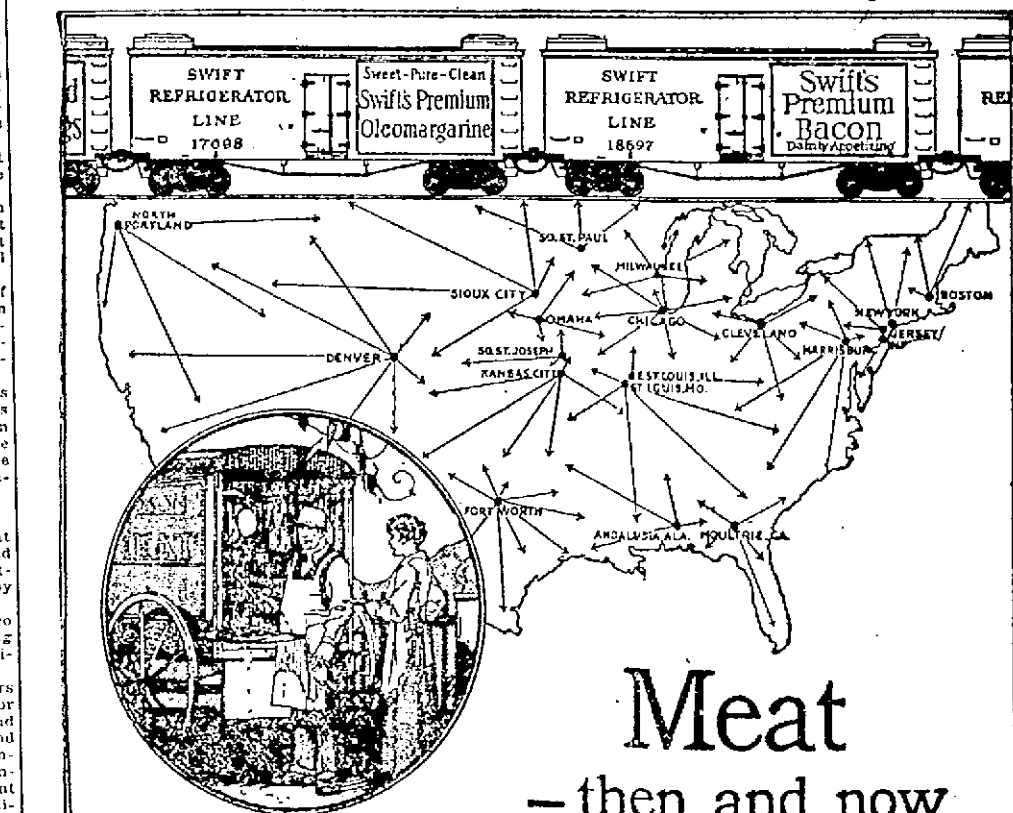 SWIFT
REFRIGERATOR
LINE
17098
Sweet-Pure-Clean
Swift's Premium
Oleomargarine
SWIFT
REFRIGERATOR
LINE
18697
Swift's
Premium
Bacon
Dainty Appetizing
NORTH
PORTLAND
SO. ST. PAUL
MILWAUKEE
SIOUX CITY
BOSTON
OMAHA
CHICAGO
NEW YORK
CLEVELAND
JERSEY
HARRISBURG
DENVER
SO. ST. JOSEPH
KANSAS CITY
E. ST. LOUIS, ILL.
ST. LOUIS, MO.
FORT WORTH
ANDALUSIA, ALA.
MOULTRIE, GA.
Meat
– then and now